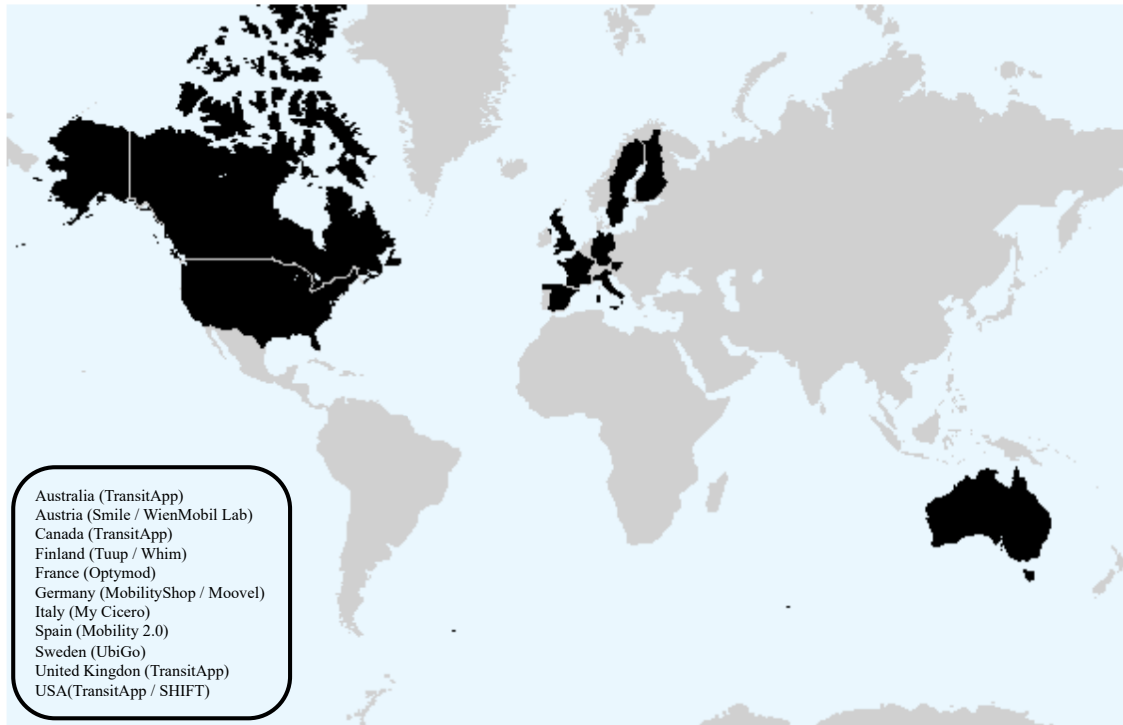 Australia (TransitApp)
Austria (Smile / WienMobil Lab)
Canada (TransitApp)
Finland (Tuup / Whim)
France (Optymod)
Germany (MobilityShop / Moovel)
Italy (My Cicero)
Spain (Mobility 2.0)
Sweden (UbiGo)
United Kingdon (TransitApp)
USA(TransitApp / SHIFT)